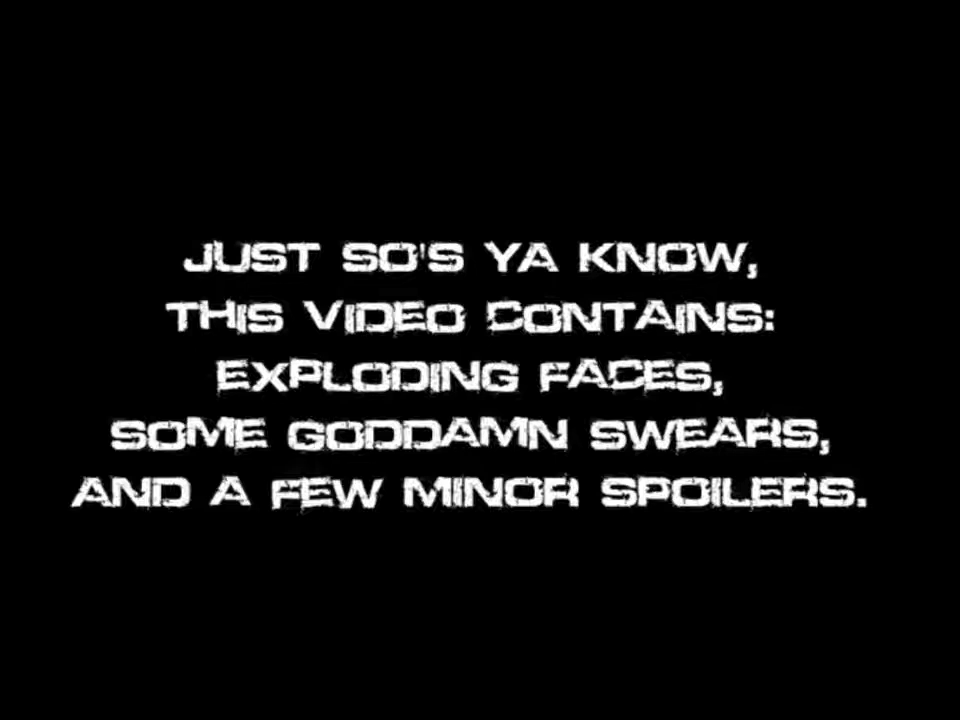 JUST SO'S YA KNOW,
THIS VIDEO CONTAINS:
EXPLODING FACES,
SOME GODDAMN SWEARS,
AND A FEW MINOR SPOILERS.